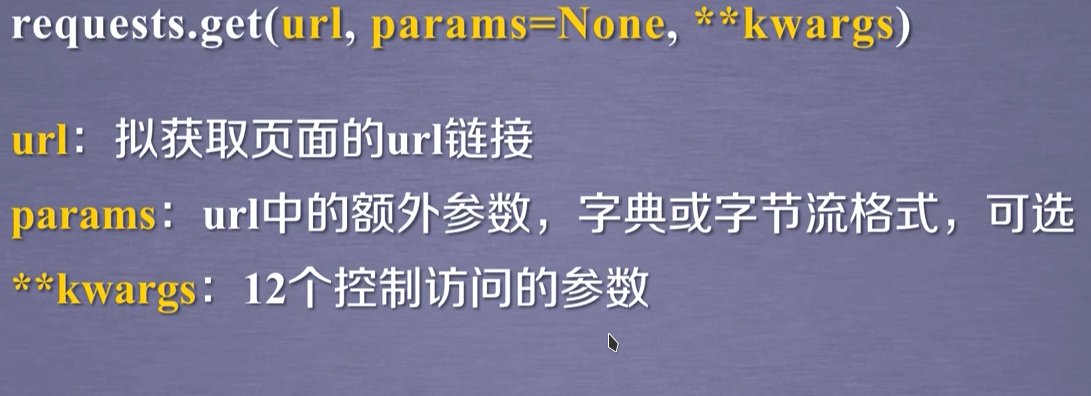 requests.get(url, params=None, **kwargs)
url：拟获取页面的url链接
params：url中的额外参数，字典或字节流格式，可选
**kwargs：12个控制访问的参数